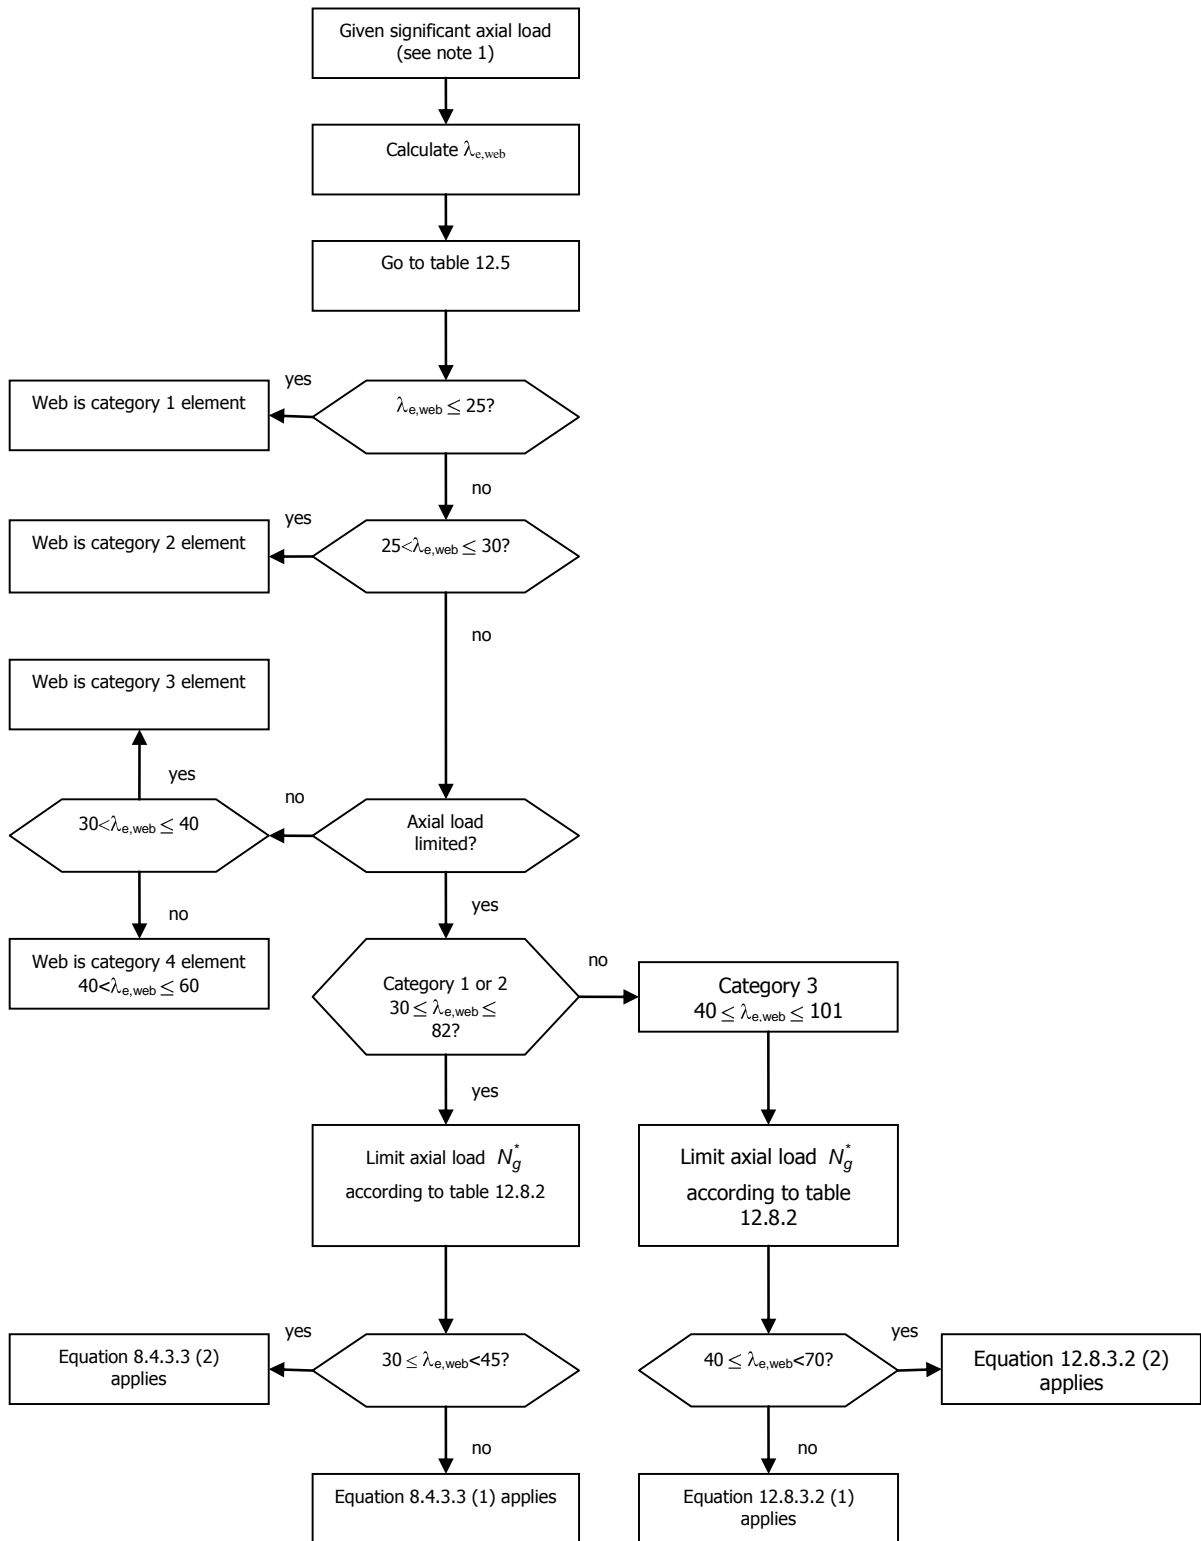 Given significant axial load
(see note 1)
Calculate λe,web
Go to table 12.5
yes
Web is category 1 element
λe,web ≤ 25?
no
yes
Web is category 2 element
25<λe,web ≤ 30?
no
Web is category 3 element
yes
no
30<λe,web ≤ 40
Axial load
limited?
no
yes
Web is category 4 element
40<λe,web ≤ 60
Category 1 or 2
30 ≤ λe,web ≤
82?
no
Category 3
40 ≤ λe,web ≤ 101
yes
Limit axial load N*g
according to table 12.8.2
Limit axial load N*g
according to table
12.8.2
yes
Equation 8.4.3.3 (2)
applies
30 ≤ λe,web<45?
40 ≤ λe,web<70?
yes
Equation 12.8.3.2 (2)
applies
no
no
Equation 8.4.3.3 (1) applies
Equation 12.8.3.2 (1)
applies